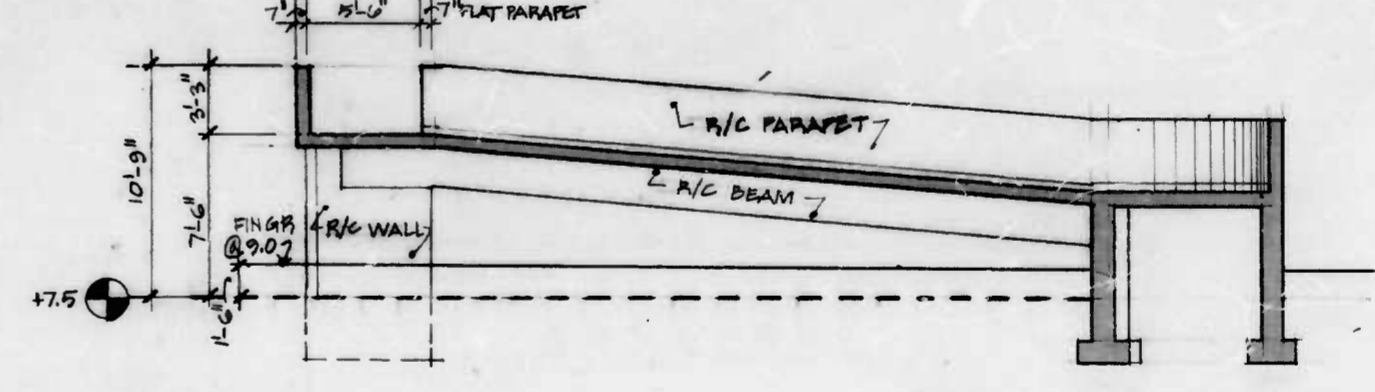 7" 5'-6" 7" FLAT PARAPET
3'-3"
10'-9"
7'-6"
R/C PARAPET
R/C BEAM
FIN GR
@ 9.0
R/C WALL
+7.5
1'-6"